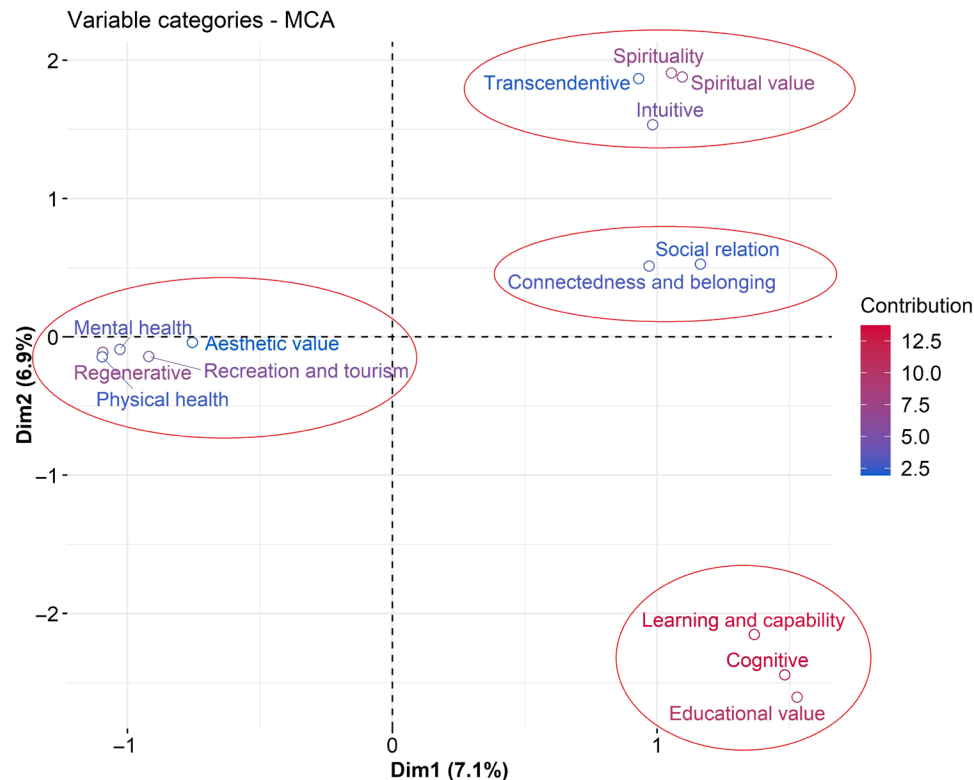 Variable categories - MCA
Spirituality
Transcendentive
Spiritual value
Intuitive
Social relation
Connectedness and belonging
Mental health
Aesthetic value
Regenerative
Recreation and tourism
Physical health
Learning and capability
Cognitive
Educational value
2
1
0
−1
−2
Dim2 (6.9%)
−1
0
1
Dim1 (7.1%)
Contribution
12.5
10.0
7.5
5.0
2.5